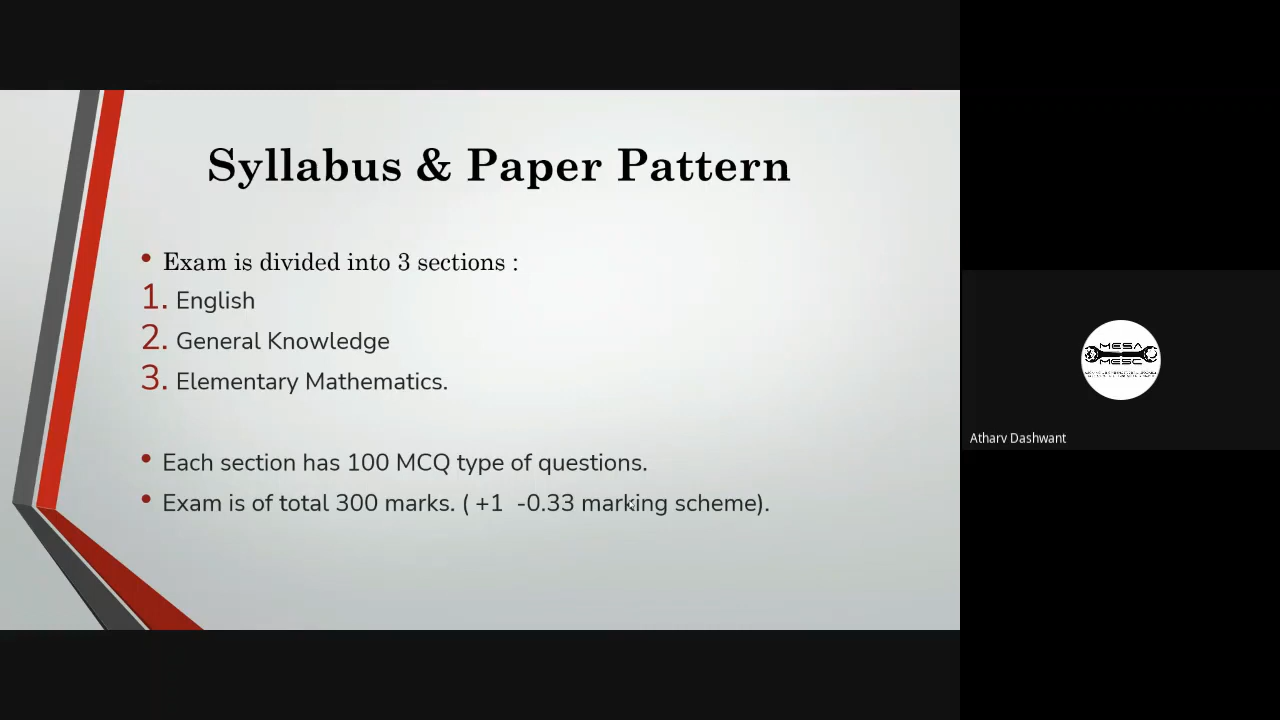 Syllabus & Paper Pattern
• Exam is divided into 3 sections :
1. English
2. General Knowledge
3. Elementary Mathematics.
• Each section has 100 MCQ type of questions.
• Exam is of total 300 marks. ( +1  -0.33 marking scheme).
MESA
MESC
Atharv Dashwant